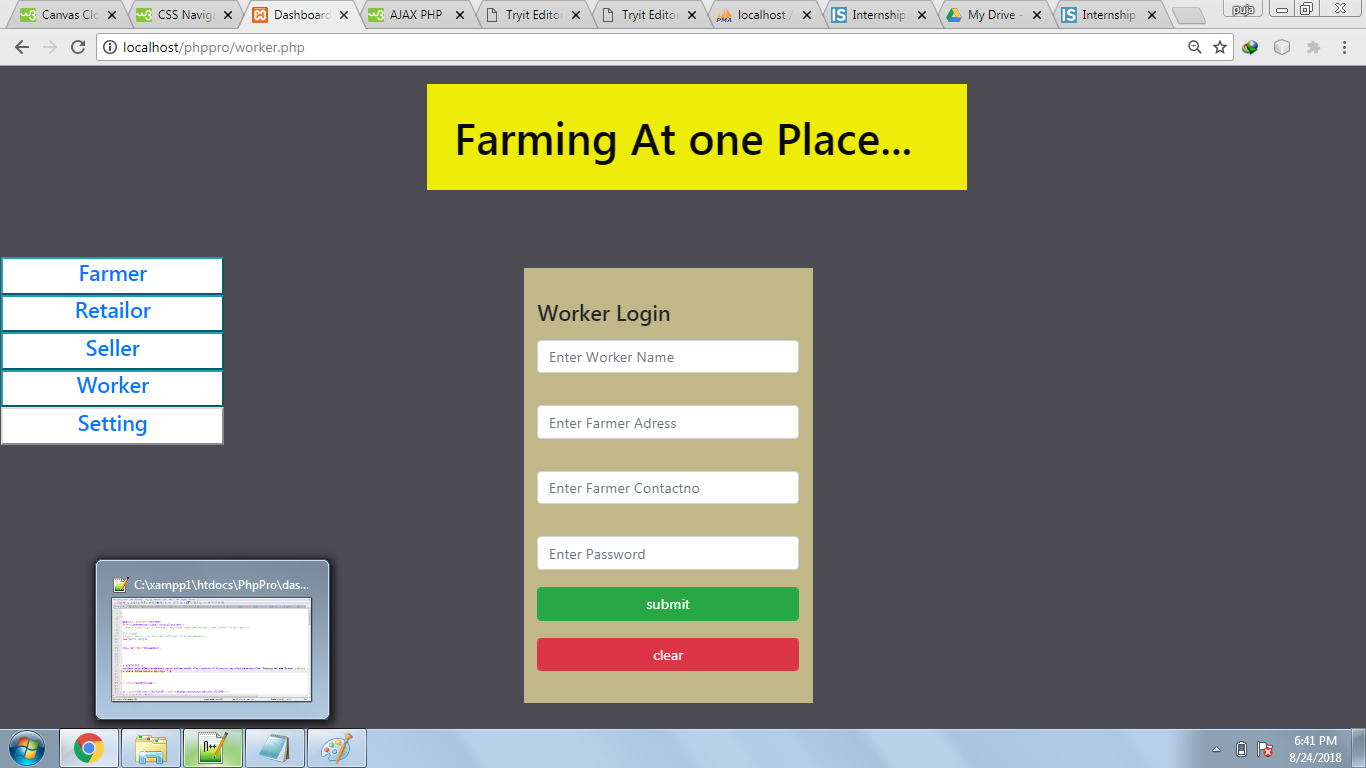 Canvas Clo
CSS Naviga
Dashboard
AJAX PHP
Tryit Edito
Tryit Edito
localhost /
Internship
My Drive -
Internship
puja
localhost/phppro/worker.php
Farming At one Place...
Farmer
Retailor
Seller
Worker
Setting
Worker Login
Enter Worker Name
Enter Farmer Adress
Enter Farmer Contactno
Enter Password
submit
clear
C:\xampp1\htdocs\PhpPro\das...
6:41 PM
8/24/2018